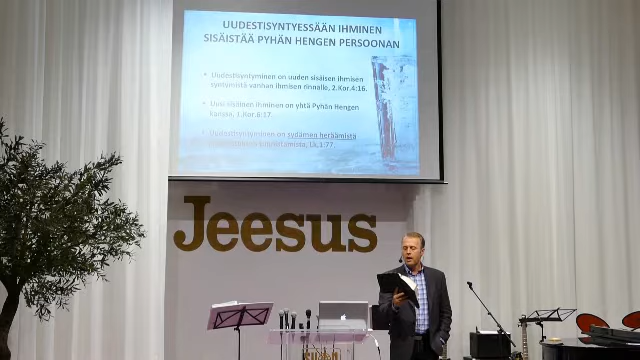 UUDESTISYNTYESSÄÄN IHMINEN
SISÄISTÄÄ PYHÄN HENGEN PERSOONAN
• Uudestisyntyminen on uuden sisäisen ihmisen
syntymistä vanhan ihmisen rinnalle, 2.Kor.4:16.
• Uusi sisäinen ihminen on yhtä Pyhän Hengen
kanssa, 1.Kor.6:17.
• Uudestisyntyminen on sydämen heräämistä
Lk.1:77.
Jeesus